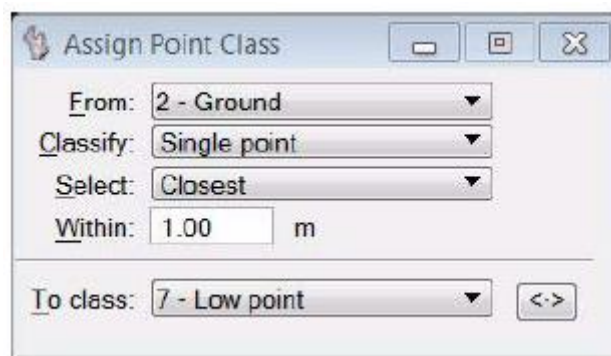 Assign Point Class
From: 2 - Ground
Classify: Single point
Select: Closest
Within: 1.00 m
To class: 7 - Low point <->